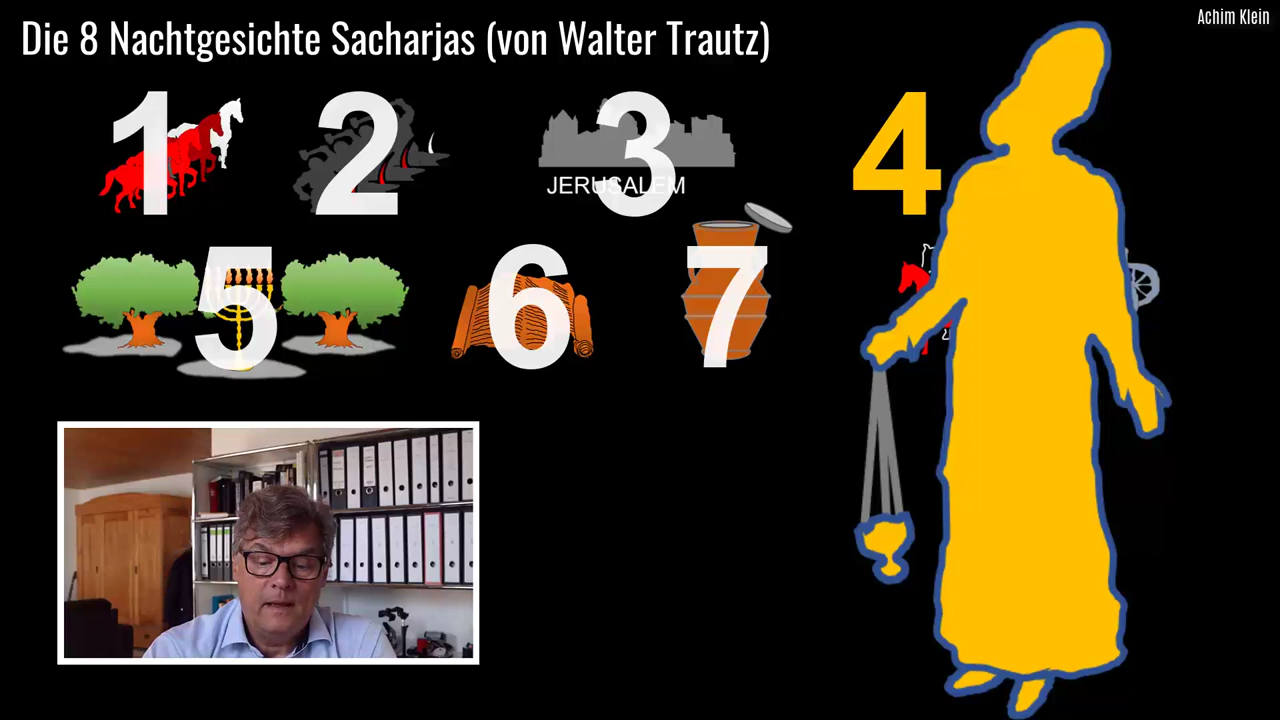 Achim Klein
Die 8 Nachtgesichte Sacharjas (von Walter Trautz)
1 2 3 4
JERUSALEM
5 6 7